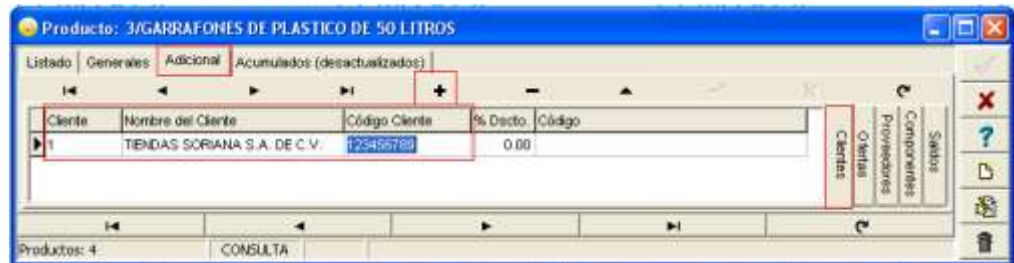 Producto: 3/GARRAFONES DE PLASTICO DE 50 LITROS
Listado Generales Adicional Acumulados (desactualizados)
Cliente Nombre del Cliente Código Cliente % Dscto. Código
1 TIENDAS SORIANA S.A. DE C.V. 123456789 0.00
Clientes
Ofertas
Proveedores
Componentes
Saldos
Productos: 4 CONSULTA